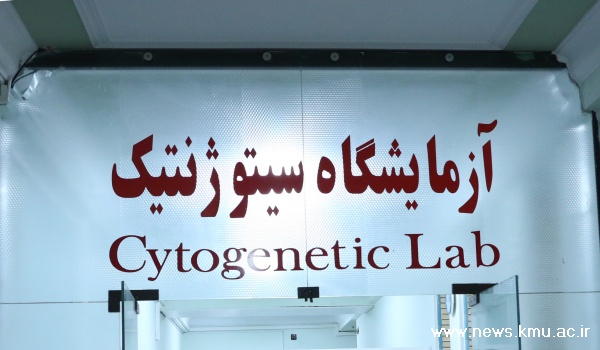 آزمایشگاه سیتوژنتیک
Cytogenetic Lab
www.news.kmu.ac.ir